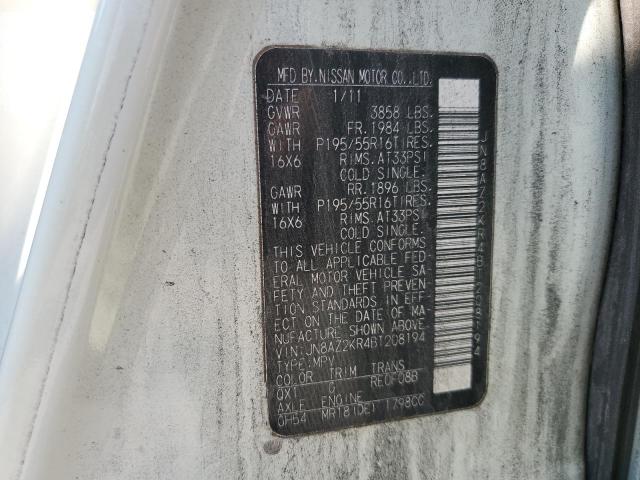 MFD BY.NISSAN MOTOR CO.,LTD.
DATE 1/11
GVWR 3858 LBS.
GAWR FR.1984 LBS.
WITH P195/55R16TIRES.
16X6 RIMS.AT33PSI
COLD SINGLE.
GAWR RR.1896 LBS.
WITH P195/55R16TIRES.
16X6 RIMS.AT33PSI
COLD SINGLE.
THIS VEHICLE CONFORMS
TO ALL APPLICABLE FED-
ERAL MOTOR VEHICLE SA-
FETY AND THEFT PREVEN-
TION STANDARDS IN EFF-
ECT ON THE DATE OF MA-
NUFACTURE SHOWN ABOVE.
VIN:JN8AZ2KR4BT208194
TYPE:MPV
COLOR TRIM TRANS
QX1 G RE0F08B
AXLE ENGINE
0H54 MR18(DE) 1798CC
JN8AZ2KR4BT208194